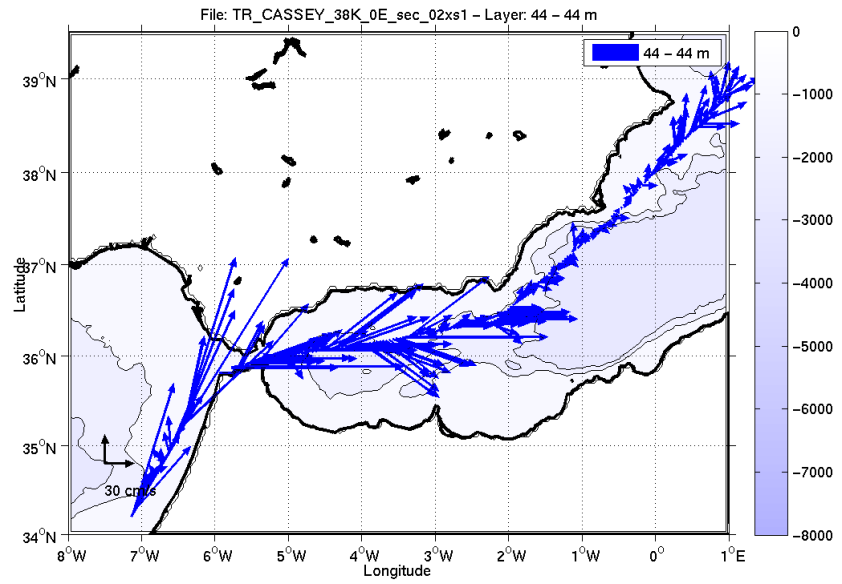 File: TR_CASSEY_38K_0E_sec_02xs1 – Layer: 44 – 44 m
44 – 44 m
39°N
38°N
37°N
36°N
35°N
34°N
Latitude
30 cm/s
8°W 7°W 6°W 5°W 4°W 3°W 2°W 1°W 0° 1°E
Longitude
0
−1000
−2000
−3000
−4000
−5000
−6000
−7000
−8000